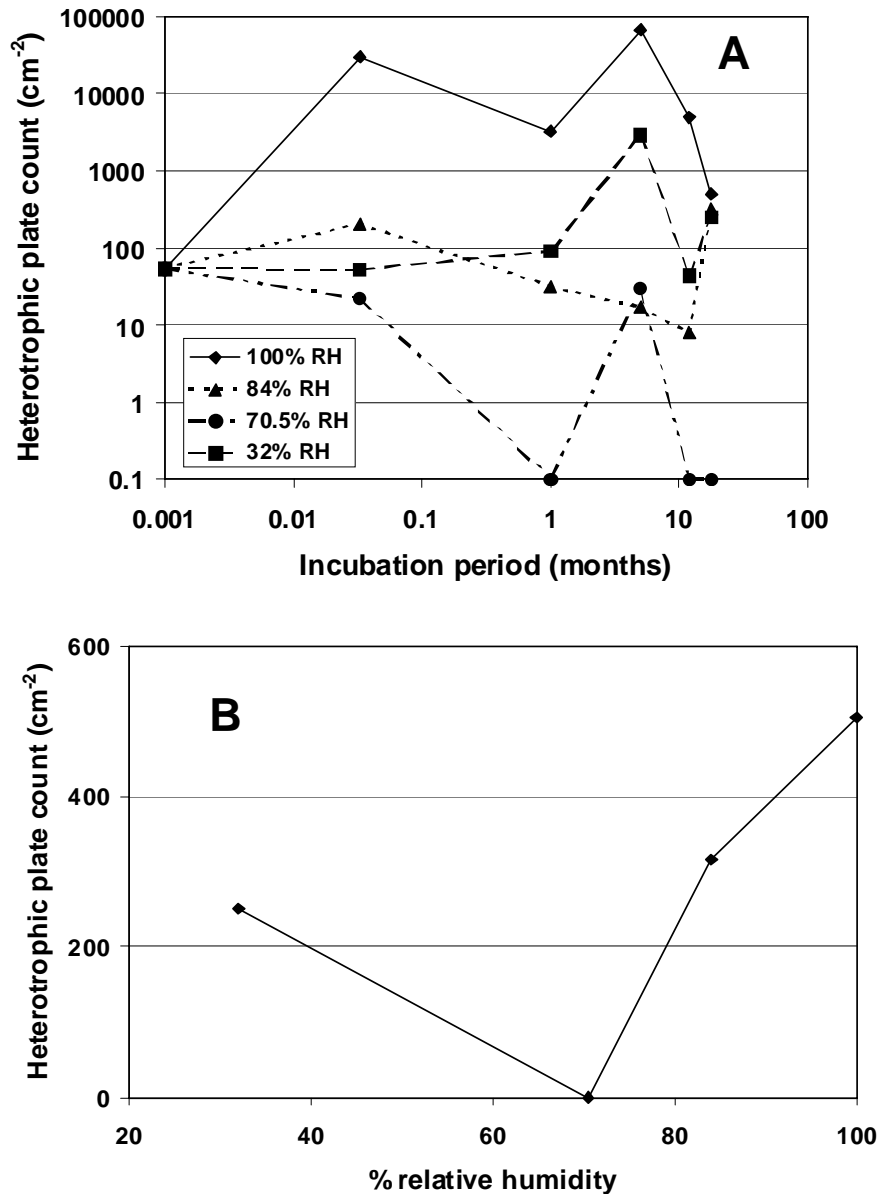 100000
10000
1000
100
10
1
0.1
Heterotrophic plate count (cm⁻²)
A
100% RH
84% RH
70.5% RH
32% RH
0.001 0.01 0.1 1 10 100
Incubation period (months)
600
400
200
0
Heterotrophic plate count (cm⁻²)
B
20 40 60 80 100
% relative humidity